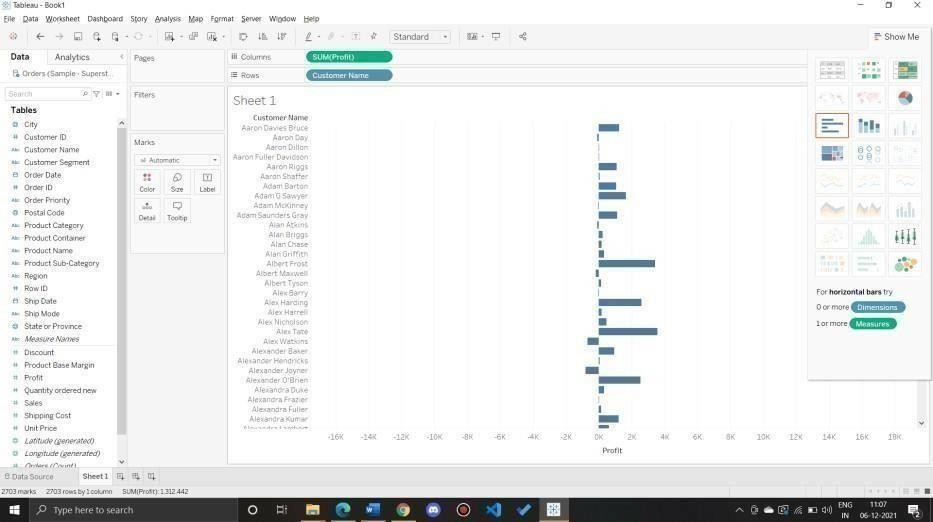 Tableau - Book1
File Data Worksheet Dashboard Story Analysis Map Format Server Window Help
Standard
Show Me
Data Analytics
Orders (Sample - Superst...
Search
Tables
City
Customer ID
Customer Name
Customer Segment
Order Date
Order ID
Order Priority
Postal Code
Product Category
Product Container
Product Name
Product Sub-Category
Region
Row ID
Ship Date
Ship Mode
State or Province
Measure Names
Discount
Product Base Margin
Profit
Quantity ordered new
Sales
Shipping Cost
Unit Price
Latitude (generated)
Longitude (generated)
Orders (Count)
Pages
Filters
Marks
Automatic
Color Size Label
Detail Tooltip
Columns SUM(Profit)
Rows Customer Name
Sheet 1
Customer Name
Aaron Davies Bruce
Aaron Day
Aaron Dillon
Aaron Fuller Davidson
Aaron Riggs
Aaron Shaffer
Adam Barton
Adam G Sawyer
Adam McKinney
Adam Saunders Gray
Alan Atkins
Alan Briggs
Alan Chase
Alan Griffith
Albert Frost
Albert Maxwell
Albert Tyson
Alex Barry
Alex Harding
Alex Harrell
Alex Nicholson
Alex Tate
Alex Watkins
Alexander Baker
Alexander Hendricks
Alexander Joyner
Alexander O'Brien
Alexandra Duke
Alexandra Frazier
Alexandra Fuller
Alexandra Kumar
Alexandra Lambert
-16K -14K -12K -10K -8K -6K -4K -2K 0K 2K 4K 6K 8K 10K 12K 14K 16K 18K
Profit
For horizontal bars try
0 or more Dimensions
1 or more Measures
Data Source Sheet 1
2703 marks 2703 rows by 1 column SUM(Profit): 1,312,442
Type here to search
ENG
IN
11:07
06-12-2021
2